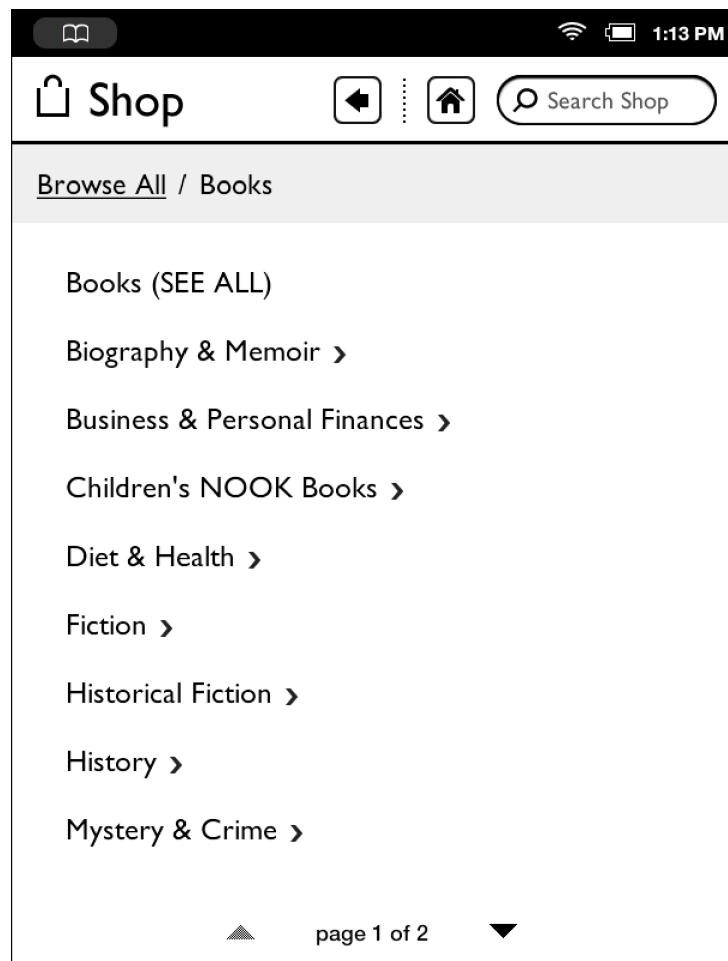 1:13 PM
Shop
Search Shop
Browse All / Books
Books (SEE ALL)
Biography & Memoir ›
Business & Personal Finances ›
Children's NOOK Books ›
Diet & Health ›
Fiction ›
Historical Fiction ›
History ›
Mystery & Crime ›
page 1 of 2